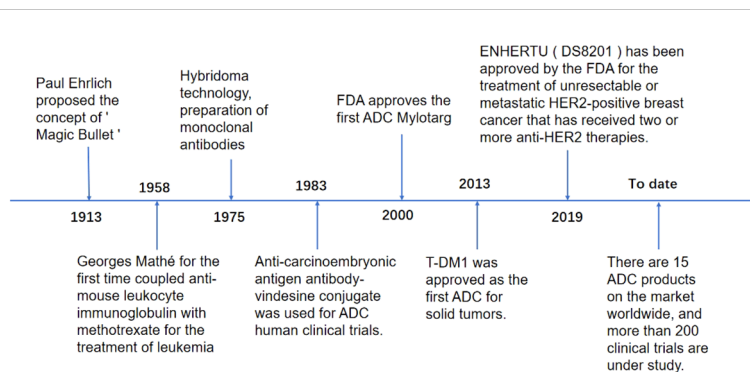 Paul Ehrlich
proposed the
concept of '
Magic Bullet '
1913
1958
Georges Mathé for the
first time coupled anti-
mouse leukocyte
immunoglobulin with
methotrexate for the
treatment of leukemia
Hybridoma
technology,
preparation of
monoclonal
antibodies
1975
1983
Anti-carcinoembryonic
antigen antibody-
vindesine conjugate
was used for ADC
human clinical trials.
FDA approves the
first ADC Mylotarg
2000
2013
T-DM1 was
approved as the
first ADC for
solid tumors.
ENHERTU ( DS8201 ) has been
approved by the FDA for the
treatment of unresectable or
metastatic HER2-positive breast
cancer that has received two or
more anti-HER2 therapies.
2019
To date
There are 15
ADC products
on the market
worldwide, and
more than 200
clinical trials are
under study.